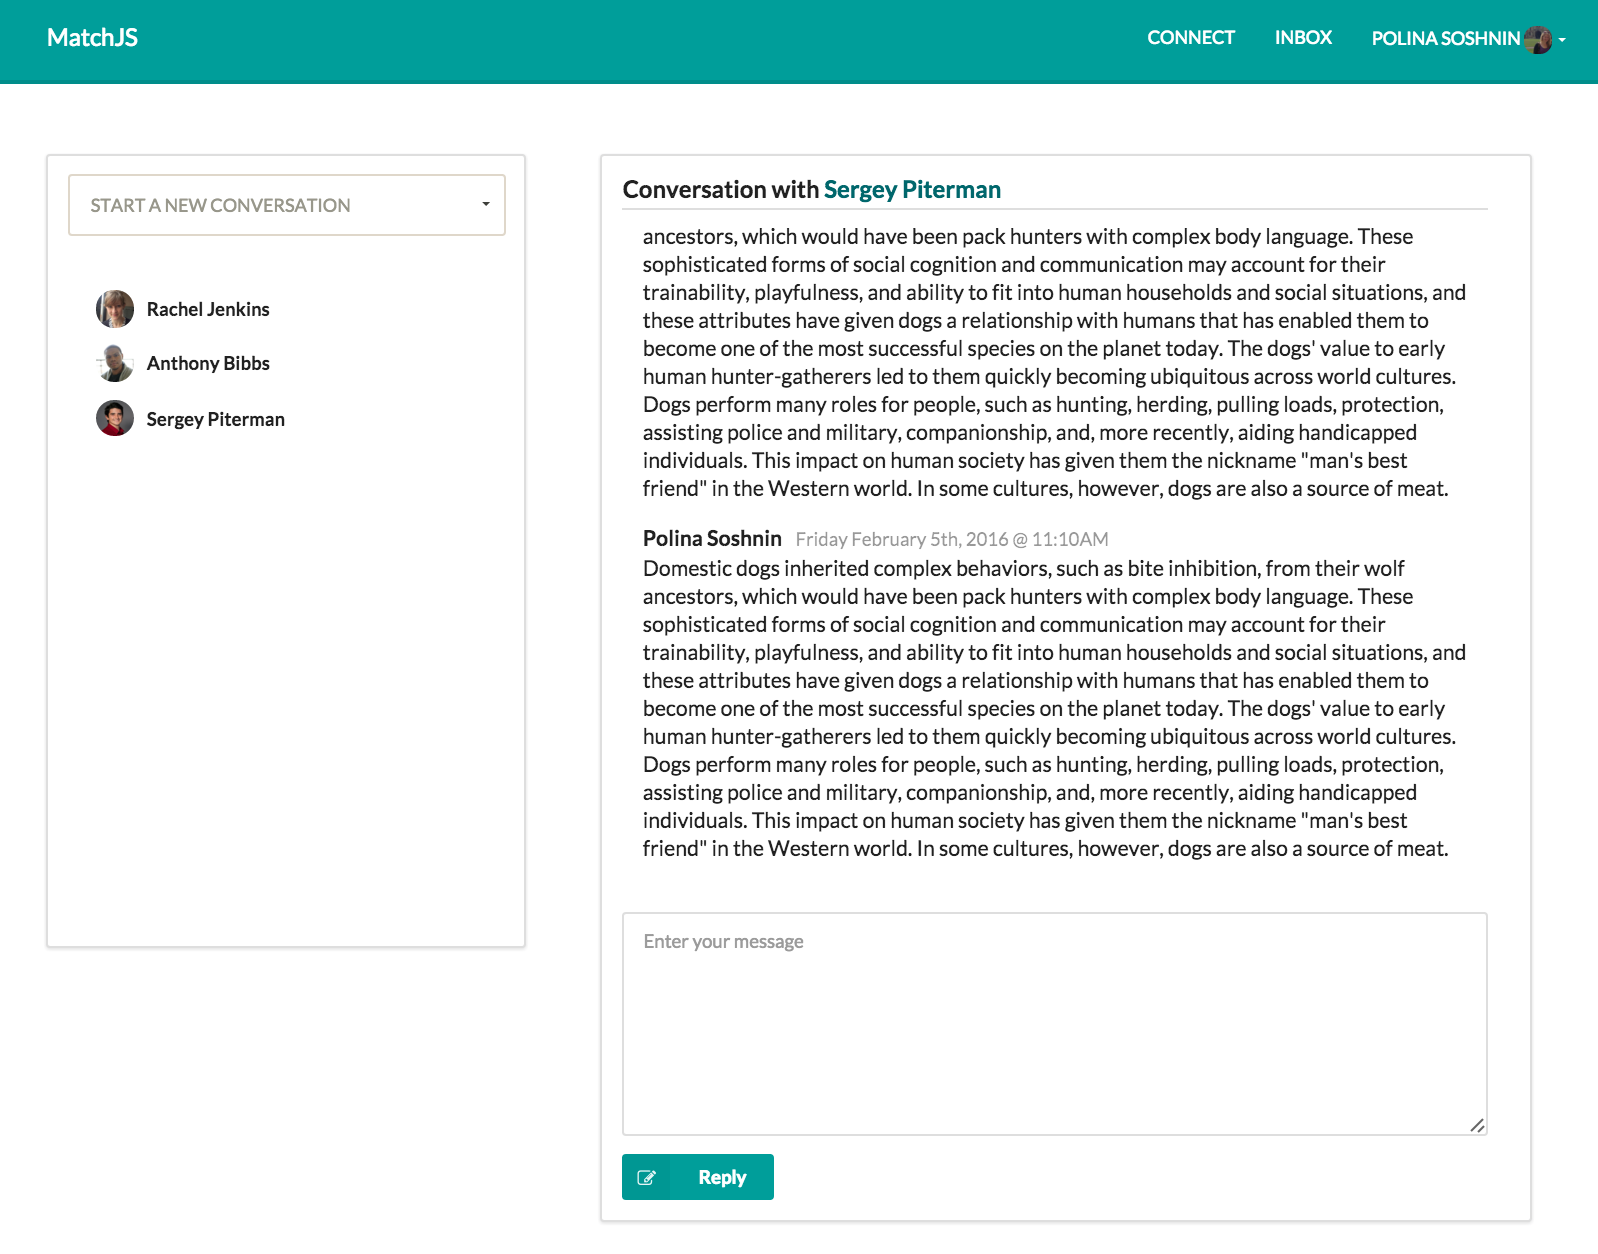 MatchJS
CONNECT
INBOX
POLINA SOSHNIN
START A NEW CONVERSATION
Rachel Jenkins
Anthony Bibbs
Sergey Piterman
Conversation with Sergey Piterman
ancestors, which would have been pack hunters with complex body language. These
sophisticated forms of social cognition and communication may account for their
trainability, playfulness, and ability to fit into human households and social situations, and
these attributes have given dogs a relationship with humans that has enabled them to
become one of the most successful species on the planet today. The dogs' value to early
human hunter-gatherers led to them quickly becoming ubiquitous across world cultures.
Dogs perform many roles for people, such as hunting, herding, pulling loads, protection,
assisting police and military, companionship, and, more recently, aiding handicapped
individuals. This impact on human society has given them the nickname "man's best
friend" in the Western world. In some cultures, however, dogs are also a source of meat.
Polina Soshnin Friday February 5th, 2016 @ 11:10AM
Domestic dogs inherited complex behaviors, such as bite inhibition, from their wolf
ancestors, which would have been pack hunters with complex body language. These
sophisticated forms of social cognition and communication may account for their
trainability, playfulness, and ability to fit into human households and social situations, and
these attributes have given dogs a relationship with humans that has enabled them to
become one of the most successful species on the planet today. The dogs' value to early
human hunter-gatherers led to them quickly becoming ubiquitous across world cultures.
Dogs perform many roles for people, such as hunting, herding, pulling loads, protection,
assisting police and military, companionship, and, more recently, aiding handicapped
individuals. This impact on human society has given them the nickname "man's best
friend" in the Western world. In some cultures, however, dogs are also a source of meat.
Enter your message
Reply